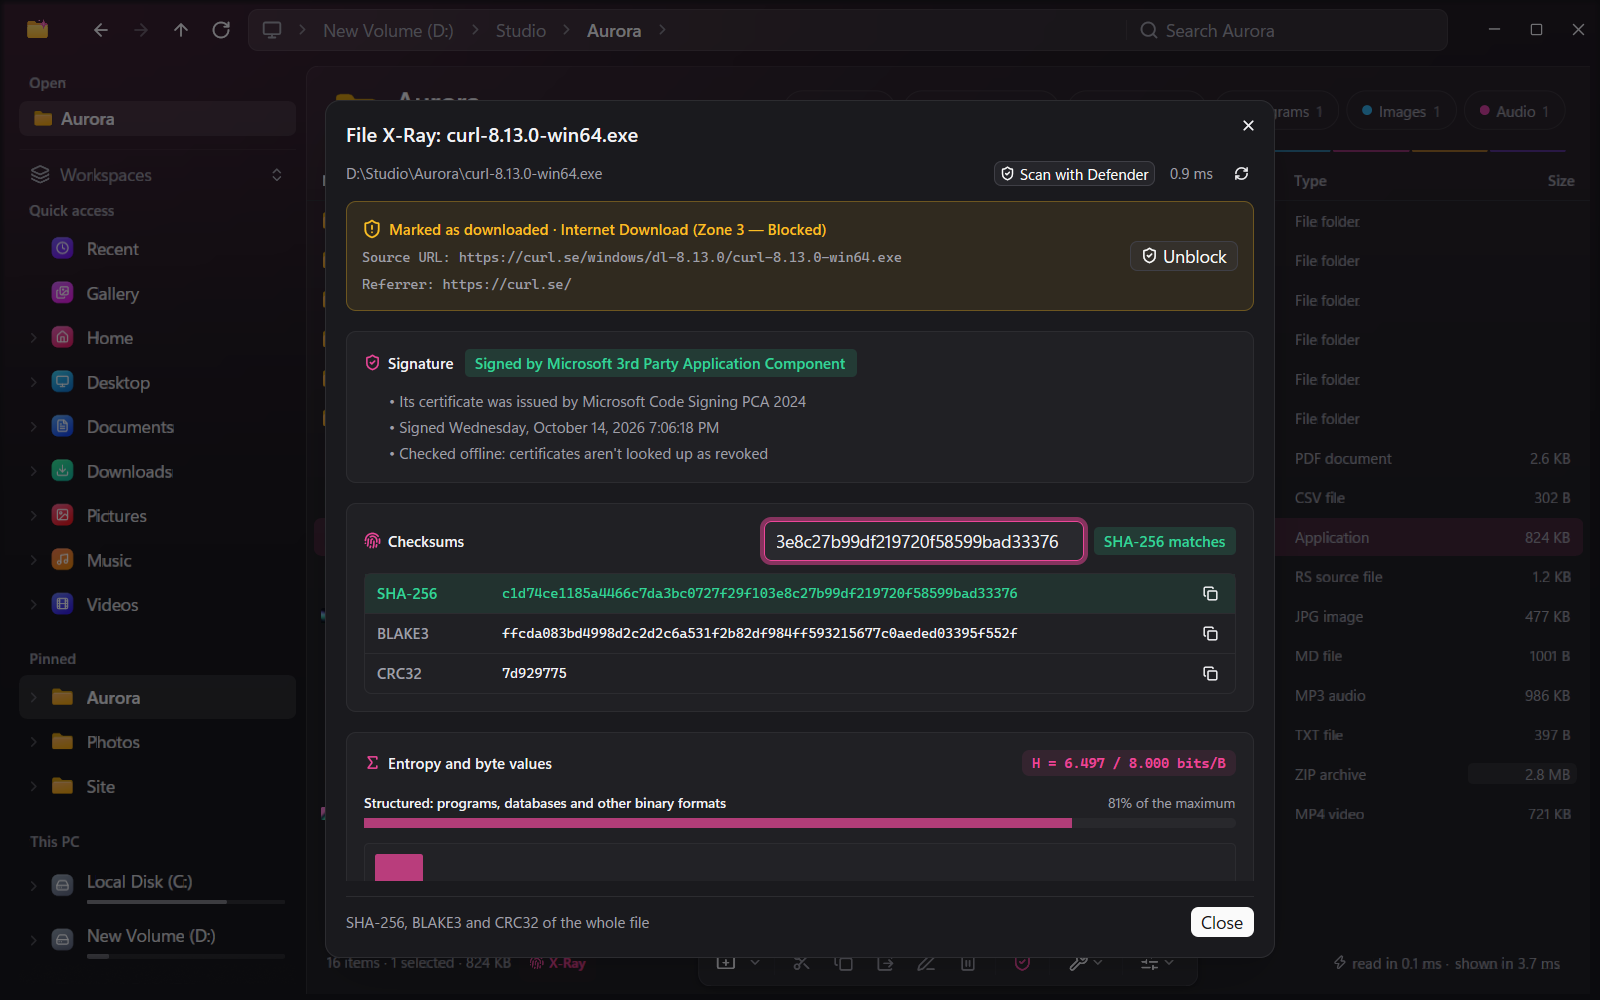 New Volume (D:)
Studio
Aurora
Search Aurora
Open
Aurora
Workspaces
Quick access
Recent
Gallery
Home
Desktop
Documents
Downloads
Pictures
Music
Videos
Pinned
Aurora
Photos
Site
This PC
Local Disk (C:)
New Volume (D:)
Aurora
Images 1
Audio 1
Type
Size
File folder
File folder
File folder
File folder
File folder
File folder
PDF document 2.6 KB
CSV file 302 B
Application 824 KB
RS source file 1.2 KB
JPG image 477 KB
MD file 1001 B
MP3 audio 986 KB
TXT file 397 B
ZIP archive 2.8 MB
MP4 video 721 KB
File X-Ray: curl-8.13.0-win64.exe
D:\Studio\Aurora\curl-8.13.0-win64.exe
Scan with Defender
0.9 ms
Marked as downloaded · Internet Download (Zone 3 — Blocked)
Source URL: https://curl.se/windows/dl-8.13.0/curl-8.13.0-win64.exe
Referrer: https://curl.se/
Unblock
Signature
Signed by Microsoft 3rd Party Application Component
• Its certificate was issued by Microsoft Code Signing PCA 2024
• Signed Wednesday, October 14, 2026 7:06:18 PM
• Checked offline: certificates aren't looked up as revoked
Checksums
3e8c27b99df219720f58599bad33376
SHA-256 matches
SHA-256 c1d74ce1185a4466c7da3bc0727f29f103e8c27b99df219720f58599bad33376
BLAKE3 ffcda083bd4998d2c2d2c6a531f2b82df984ff593215677c0aeded03395f552f
CRC32 7d929775
Entropy and byte values
H = 6.497 / 8.000 bits/B
Structured: programs, databases and other binary formats
81% of the maximum
SHA-256, BLAKE3 and CRC32 of the whole file
Close
16 items · 1 selected · 824 KB
X-Ray
read in 0.1 ms · shown in 3.7 ms